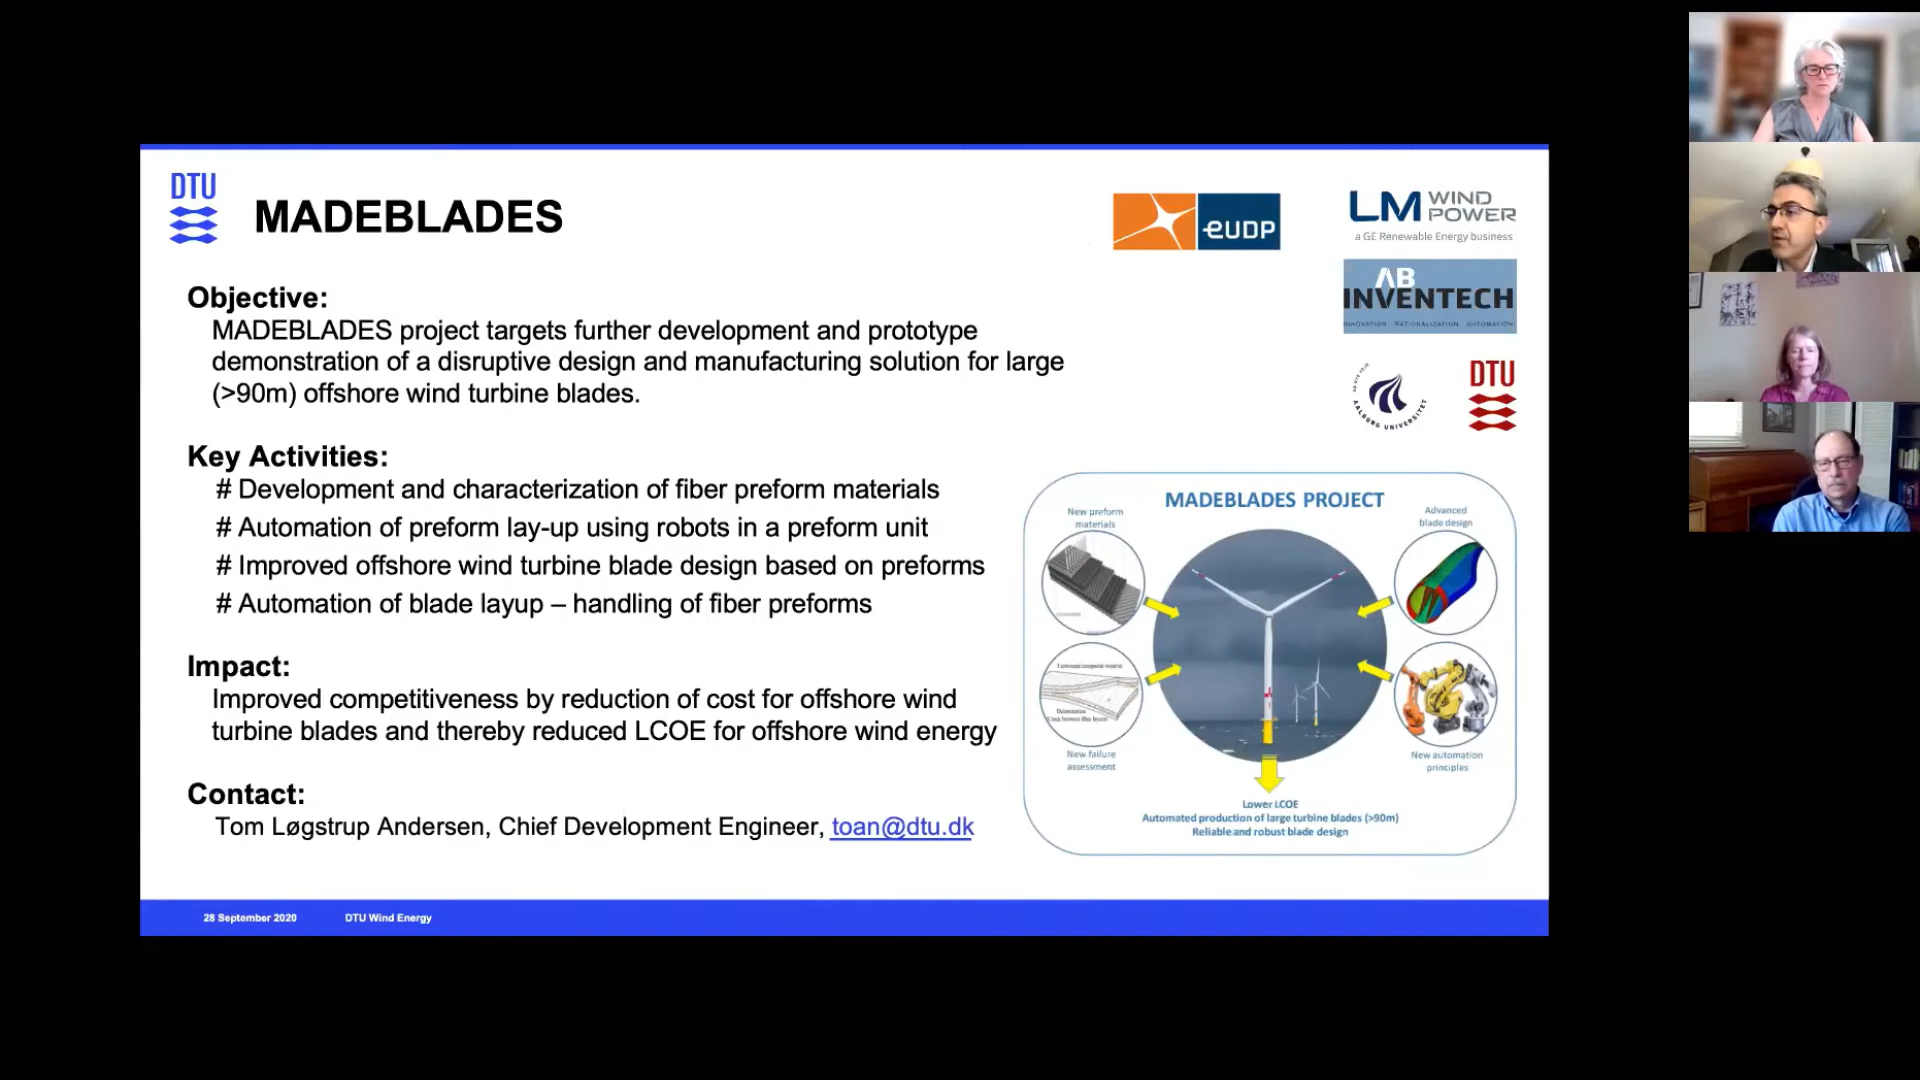 DTU
MADEBLADES
eUDP
LM WIND POWER
a GE Renewable Energy business
AB
INVENTECH
INNOVATION · RATIONALIZATION · AUTOMATION
AALBORG UNIVERSITET
DTU
Objective:
MADEBLADES project targets further development and prototype
demonstration of a disruptive design and manufacturing solution for large
(>90m) offshore wind turbine blades.
Key Activities:
# Development and characterization of fiber preform materials
# Automation of preform lay-up using robots in a preform unit
# Improved offshore wind turbine blade design based on preforms
# Automation of blade layup – handling of fiber preforms
Impact:
Improved competitiveness by reduction of cost for offshore wind
turbine blades and thereby reduced LCOE for offshore wind energy
Contact:
Tom Løgstrup Andersen, Chief Development Engineer, toan@dtu.dk
MADEBLADES PROJECT
New preform
materials
Advanced
blade design
New failure
assessment
New automation
principles
Lower LCOE
Automated production of large turbine blades (>90m)
Reliable and robust blade design
28 September 2020
DTU Wind Energy